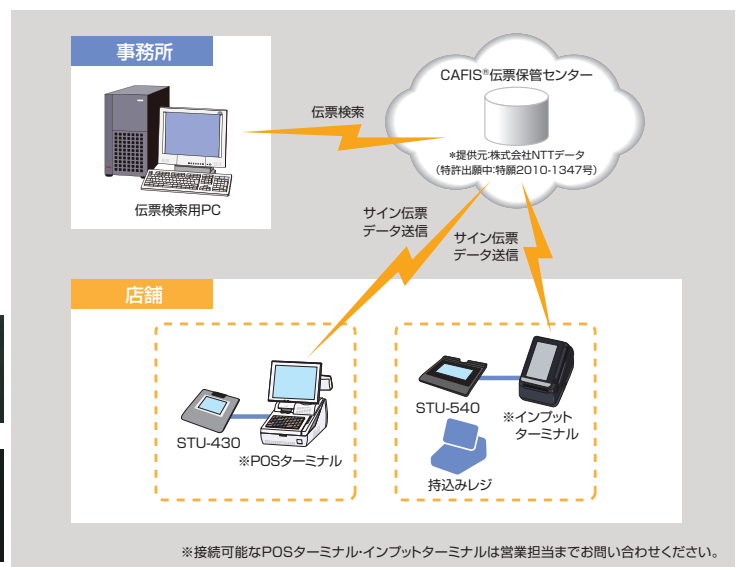 事務所
伝票検索用PC
伝票検索
CAFIS®伝票保管センター
*提供元:株式会社NTTデータ
(特許出願中:特願2010-1347号)
サイン伝票
データ送信
サイン伝票
データ送信
店舗
STU-430
※POSターミナル
STU-540
※インプット
ターミナル
持込みレジ
※接続可能なPOSターミナル・インプットターミナルは営業担当までお問い合わせください。